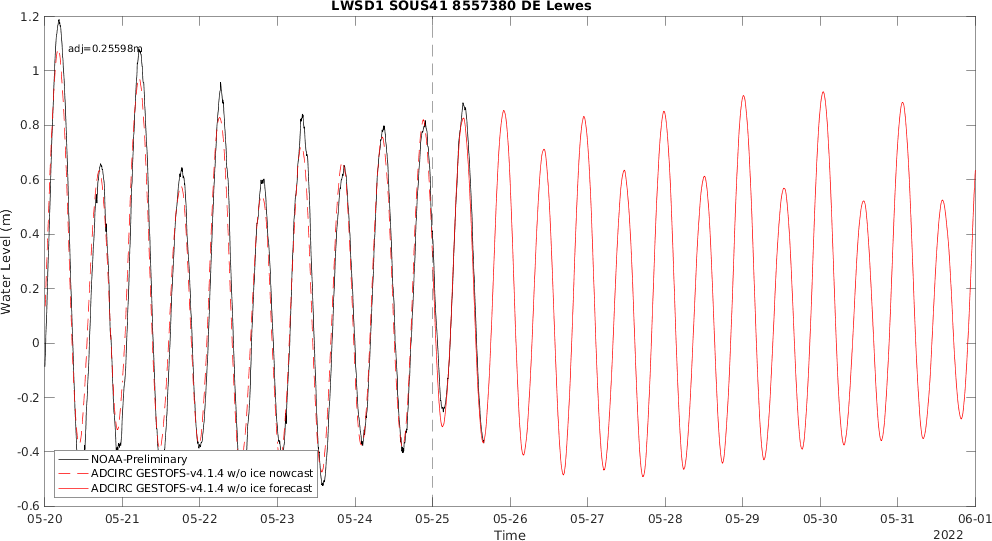 LWSD1 SOUS41 8557380 DE Lewes
adj=0.25598m
Water Level (m)
1.2
1
0.8
0.6
0.4
0.2
0
-0.2
-0.4
-0.6
NOAA-Preliminary
ADCIRC GESTOFS-v4.1.4 w/o ice nowcast
ADCIRC GESTOFS-v4.1.4 w/o ice forecast
05-20 05-21 05-22 05-23 05-24 05-25 05-26 05-27 05-28 05-29 05-30 05-31 06-01
Time
2022